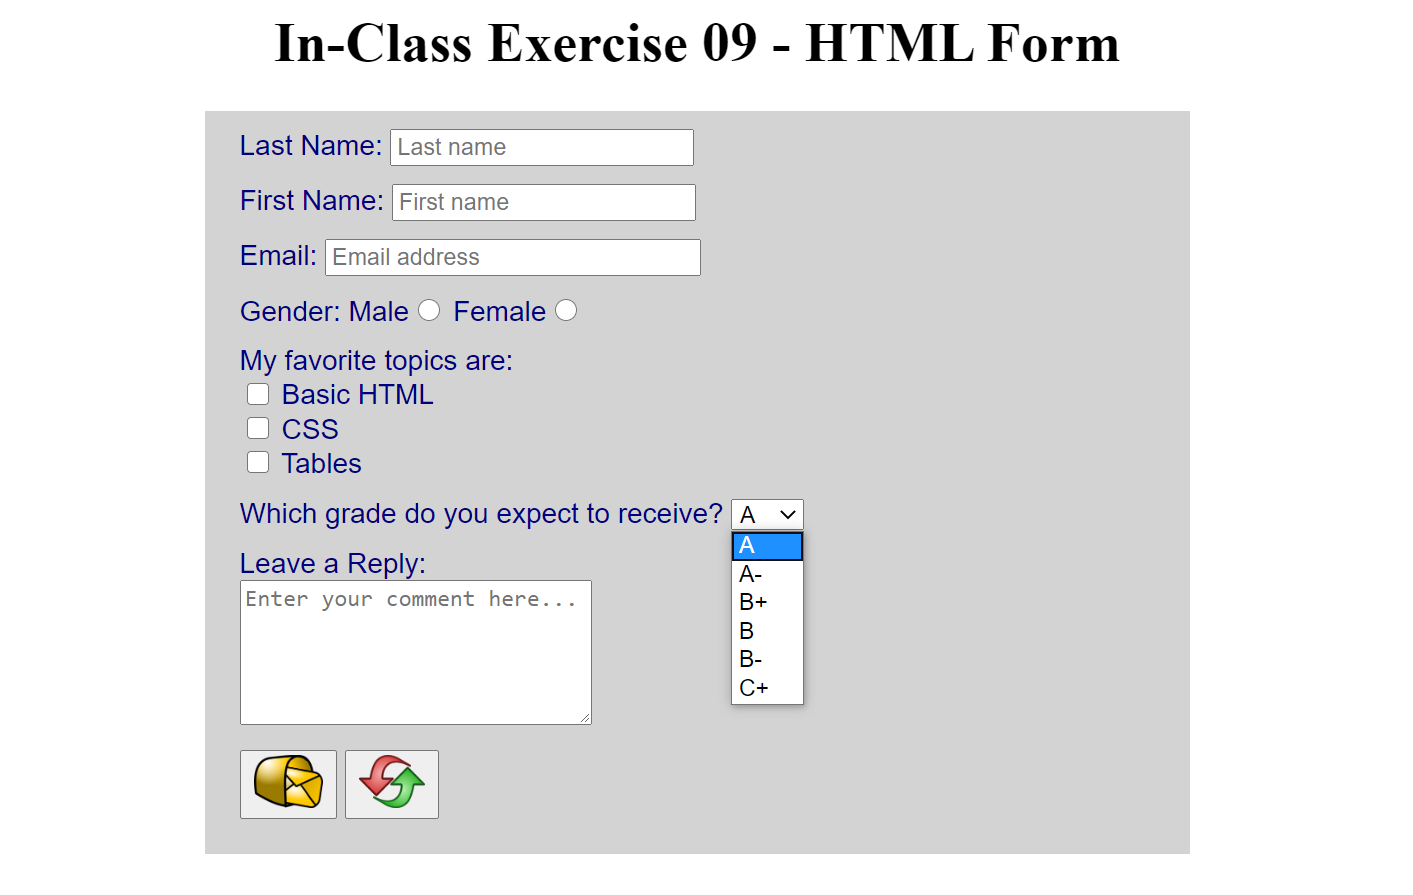 In-Class Exercise 09 - HTML Form
Last Name: Last name
First Name: First name
Email: Email address
Gender: Male Female
My favorite topics are:
Basic HTML
CSS
Tables
Which grade do you expect to receive? A
A
A-
B+
B
B-
C+
Leave a Reply:
Enter your comment here...